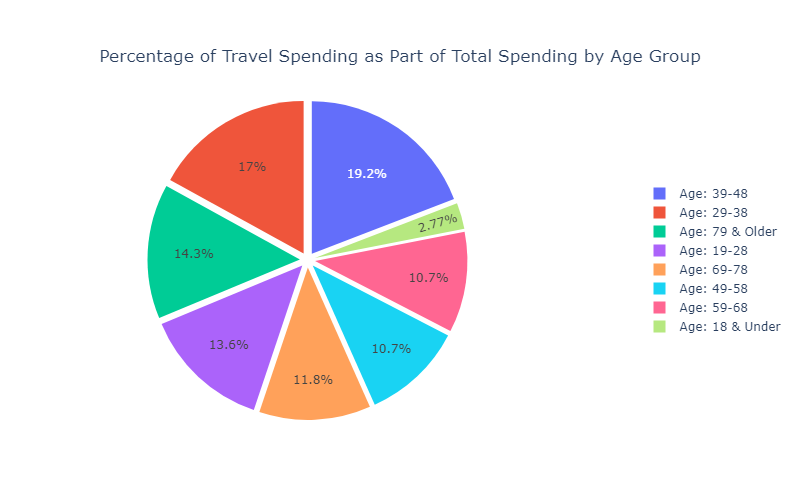 Percentage of Travel Spending as Part of Total Spending by Age Group
17%
19.2%
2.77%
14.3%
10.7%
13.6%
10.7%
11.8%
Age: 39-48
Age: 29-38
Age: 79 & Older
Age: 19-28
Age: 69-78
Age: 49-58
Age: 59-68
Age: 18 & Under